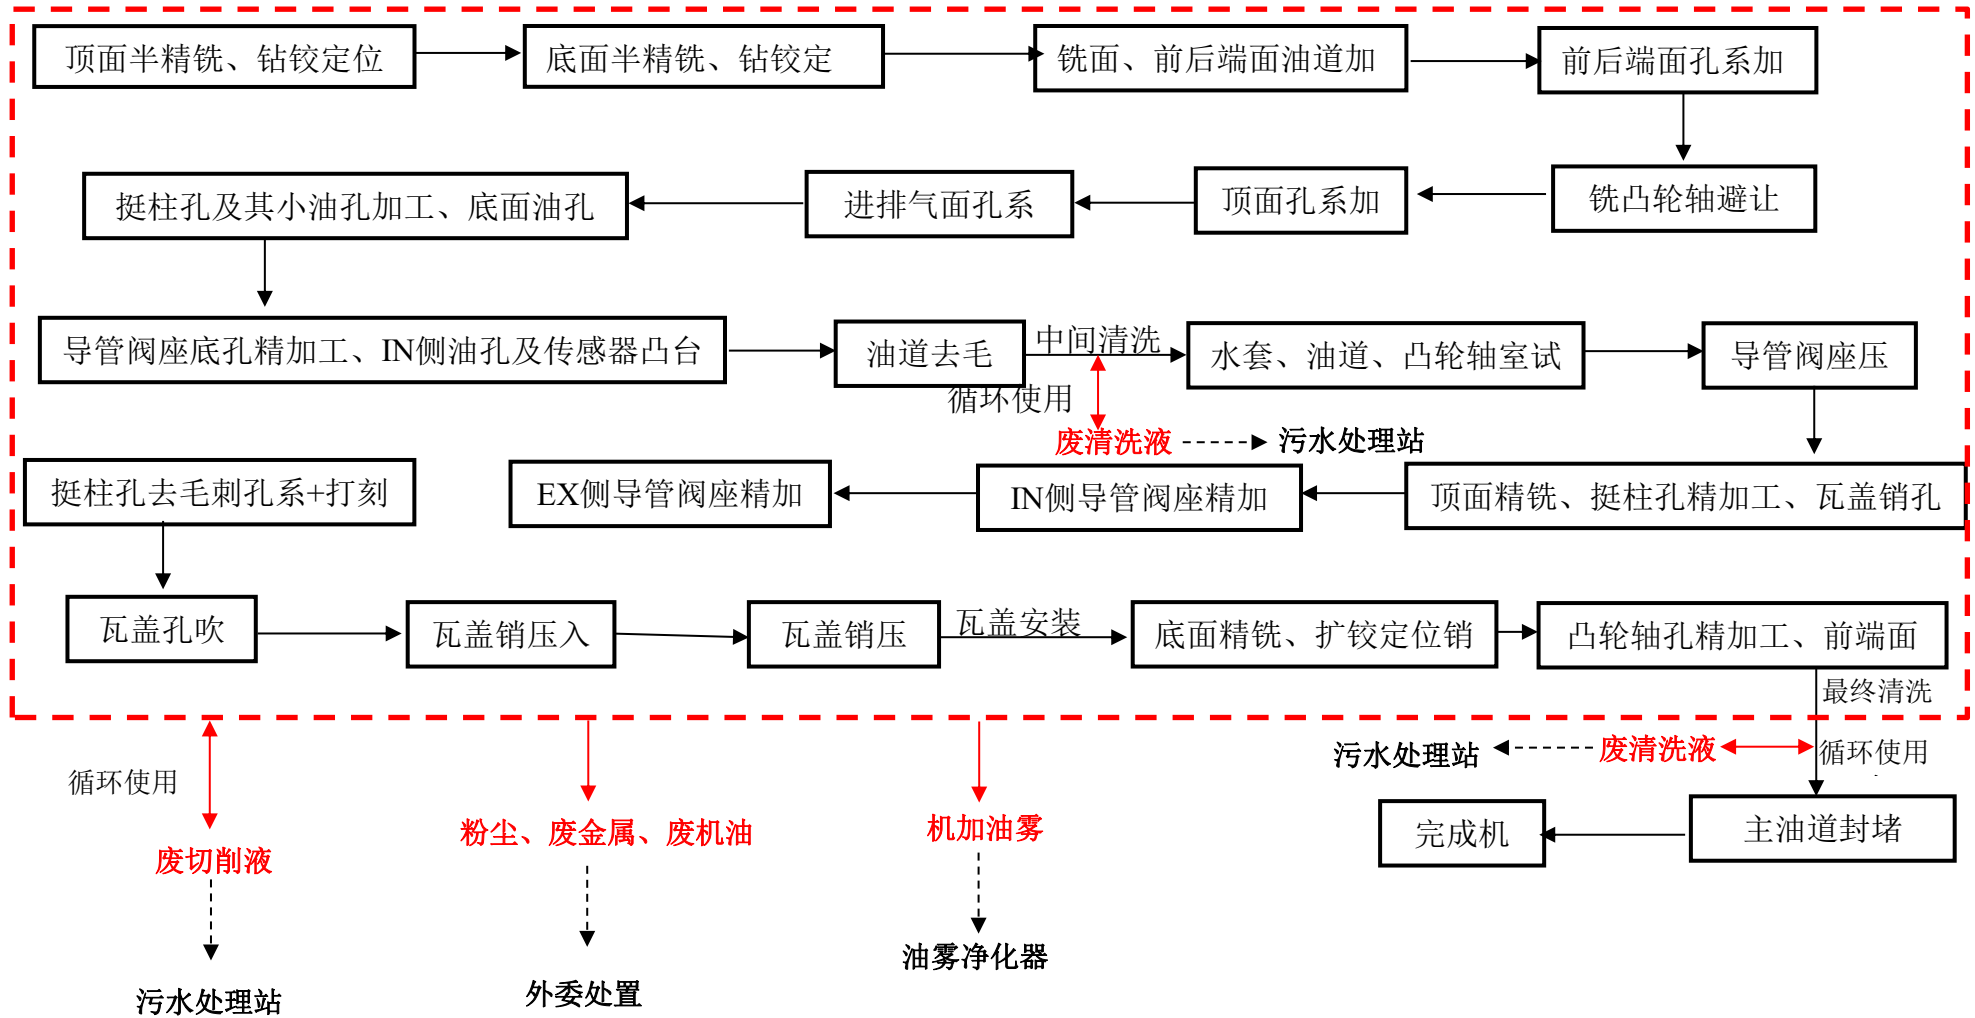 顶面半精铣、钻铰定位
底面半精铣、钻铰定
铣面、前后端面油道加
前后端面孔系加
挺柱孔及其小油孔加工、底面油孔
进排气面孔系
顶面孔系加
铣凸轮轴避让
导管阀座底孔精加工、IN侧油孔及传感器凸台
油道去毛
中间清洗
水套、油道、凸轮轴室试
导管阀座压
循环使用
废清洗液
污水处理站
挺柱孔去毛刺孔系+打刻
EX侧导管阀座精加
IN侧导管阀座精加
顶面精铣、挺柱孔精加工、瓦盖销孔
瓦盖孔吹
瓦盖销压入
瓦盖销压
瓦盖安装
底面精铣、扩铰定位销
凸轮轴孔精加工、前端面
最终清洗
循环使用
污水处理站
废清洗液
循环使用
粉尘、废金属、废机油
机加油雾
完成机
主油道封堵
废切削液
油雾净化器
外委处置
污水处理站